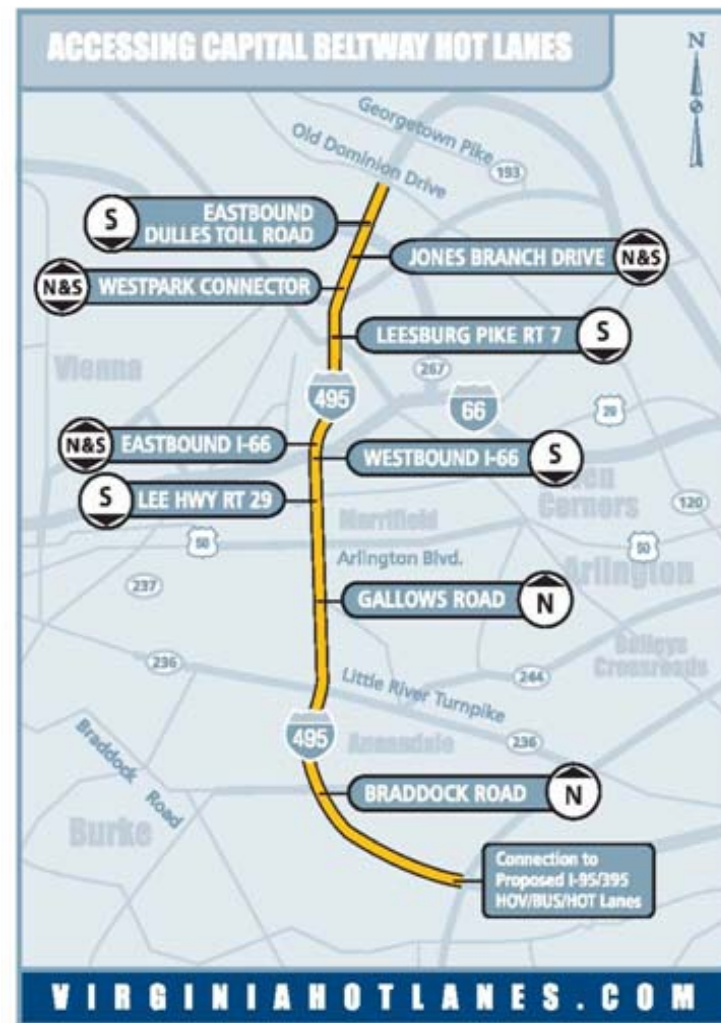 ACCESSING CAPITAL BELTWAY HOT LANES
N
Georgetown Pike
193
Old Dominion Drive
S
EASTBOUND
DULLES TOLL ROAD
JONES BRANCH DRIVE
N&S
N&S
WESTPARK CONNECTOR
LEESBURG PIKE RT 7
S
Vienna
267
495
66
N&S
EASTBOUND I-66
WESTBOUND I-66
S
S
LEE HWY RT 29
Corners
120
50
Merrifield
50
Arlington Blvd.
Arlington
237
GALLOWS ROAD
N
Baileys
Crossroads
236
244
Little River Turnpike
495
Annandale
236
Braddock Road
BRADDOCK ROAD
N
Burke
Connection to
Proposed I-95/395
HOV/BUS/HOT Lanes
VIRGINIAHOTLANES.COM